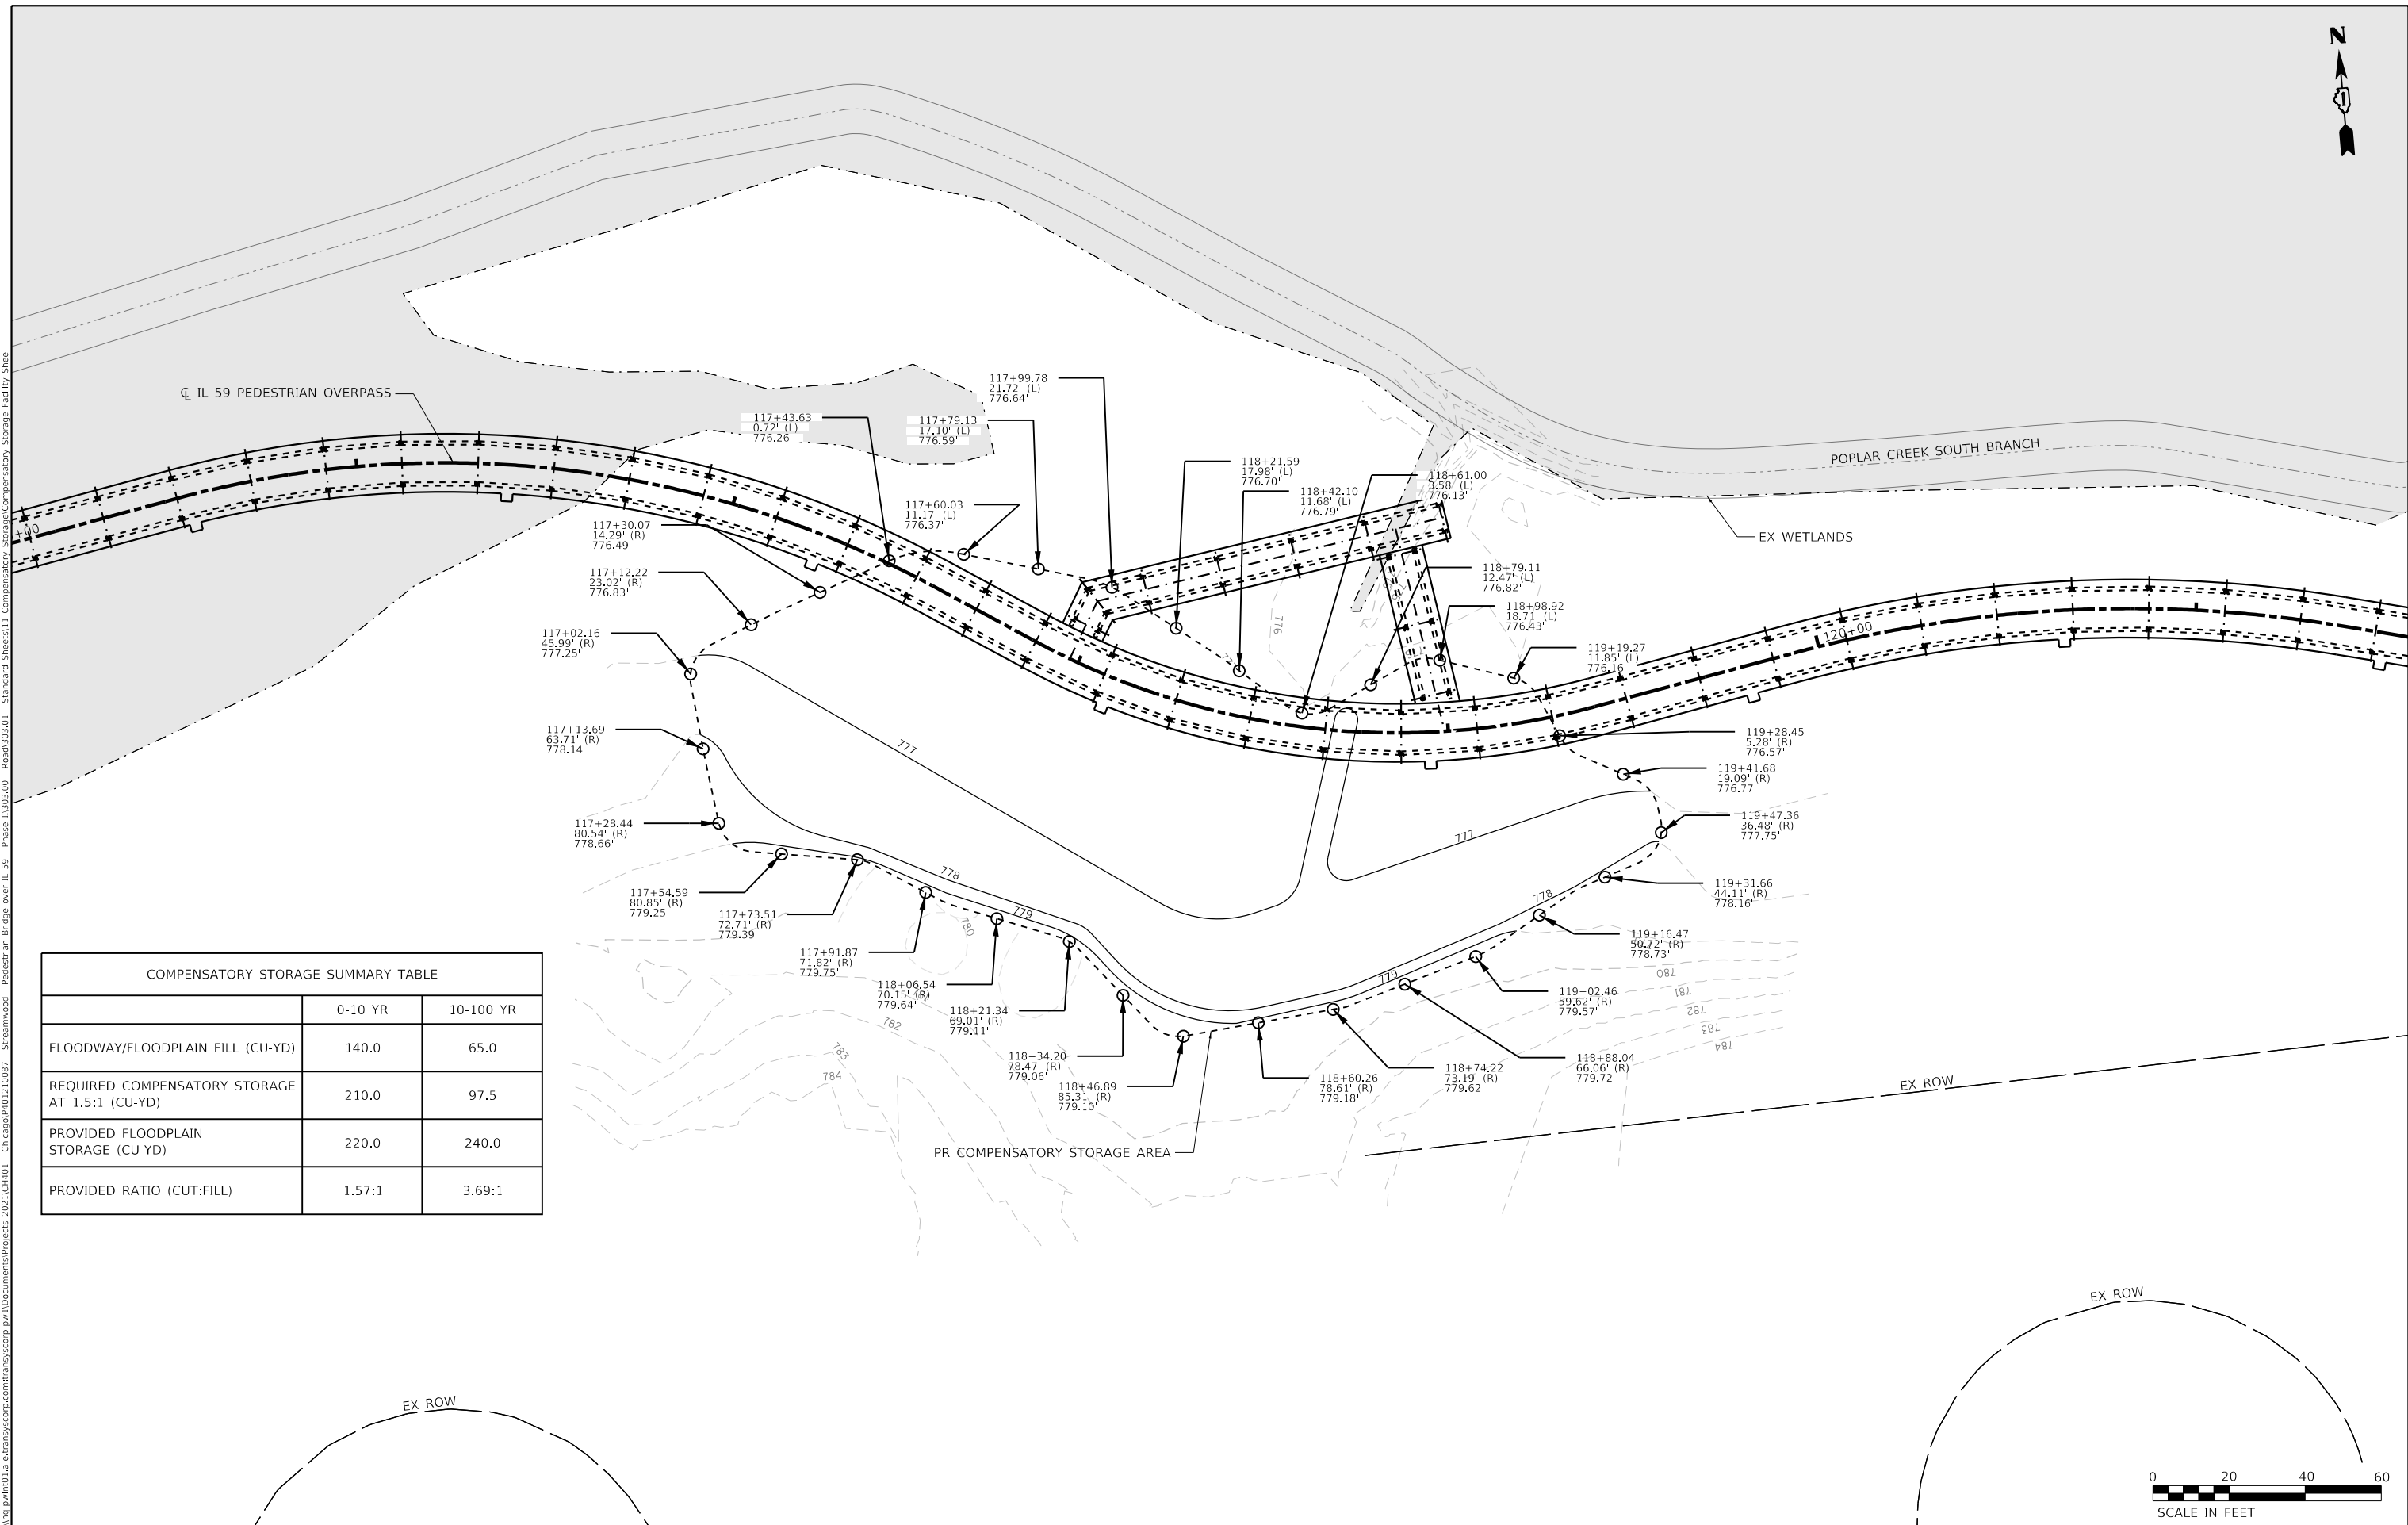 N
℄ IL 59 PEDESTRIAN OVERPASS
+00
117+99.78
21.72' (L)
776.64'
117+43.63
0.72' (L)
776.26'
117+79.13
17.10' (L)
776.59'
117+60.03
11.17' (L)
776.37'
118+21.59
17.98' (L)
776.70'
118+42.10
11.68' (L)
776.79'
118+61.00
3.58' (L)
776.13'
POPLAR CREEK SOUTH BRANCH
EX WETLANDS
117+30.07
14.29' (R)
776.49'
117+12.22
23.02' (R)
776.83'
117+02.16
45.99' (R)
777.25'
118+79.11
12.47' (L)
776.82'
118+98.92
18.71' (L)
776.43'
119+19.27
11.85' (L)
776.16'
120+00
776
117+13.69
63.71' (R)
778.14'
777
119+28.45
5.28' (R)
776.57'
119+41.68
19.09' (R)
776.77'
119+47.36
36.48' (R)
777.75'
117+28.44
80.54' (R)
778.66'
777
117+54.59
80.85' (R)
779.25'
778
778
119+31.66
44.11' (R)
778.16'
117+73.51
72.71' (R)
779.39'
779
780
119+16.47
50.72' (R)
778.73'
117+91.87
71.82' (R)
779.75'
779
780
781
782
783
784
118+06.54
70.15' (R)
779.64'
119+02.46
59.62' (R)
779.57'
118+21.34
69.01' (R)
779.11'
782
783
784
118+34.20
78.47' (R)
779.06'
118+46.89
85.31' (R)
779.10'
118+60.26
78.61' (R)
779.18'
118+74.22
73.19' (R)
779.62'
118+88.04
66.06' (R)
779.72'
EX ROW
PR COMPENSATORY STORAGE AREA
COMPENSATORY STORAGE SUMMARY TABLE
0-10 YR 10-100 YR
FLOODWAY/FLOODPLAIN FILL (CU-YD) 140.0 65.0
REQUIRED COMPENSATORY STORAGE
AT 1.5:1 (CU-YD) 210.0 97.5
PROVIDED FLOODPLAIN
STORAGE (CU-YD) 220.0 240.0
PROVIDED RATIO (CUT:FILL) 1.57:1 3.69:1
EX ROW
EX ROW
0 20 40 60
SCALE IN FEET